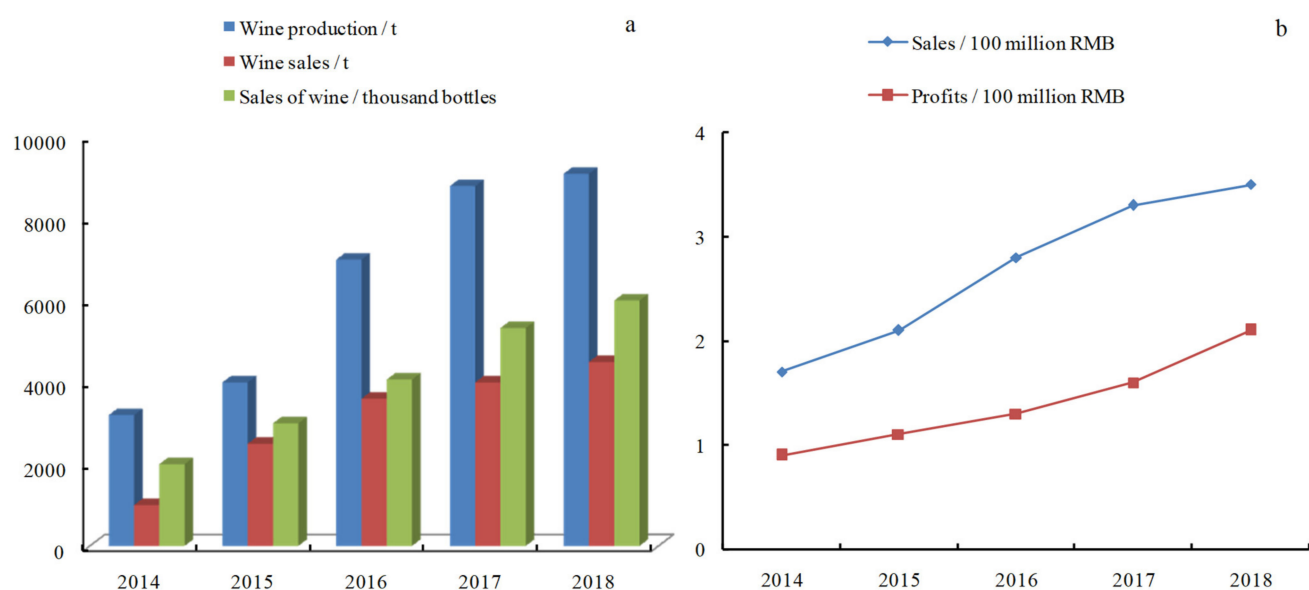 Wine production / t
Wine sales / t
Sales of wine / thousand bottles
a
10000
8000
6000
4000
2000
0
2014 2015 2016 2017 2018
Sales / 100 million RMB
Profits / 100 million RMB
b
4
3
2
1
0
2014 2015 2016 2017 2018